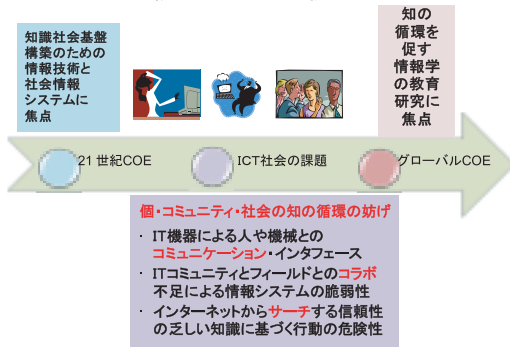 知識社会基盤
構築のための
情報技術と
社会情報
システムに
焦点
知の
循環を
促す
情報学
の教育
研究に
焦点
21世紀COE
ICT社会の課題
グローバルCOE
個・コミュニティ・社会の知の循環の妨げ
・ IT機器による人や機械との
コミュニケーション・インタフェース
・ ITコミュニティとフィールドとのコラボ
不足による情報システムの脆弱性
・ インターネットからサーチする信頼性
の乏しい知識に基づく行動の危険性